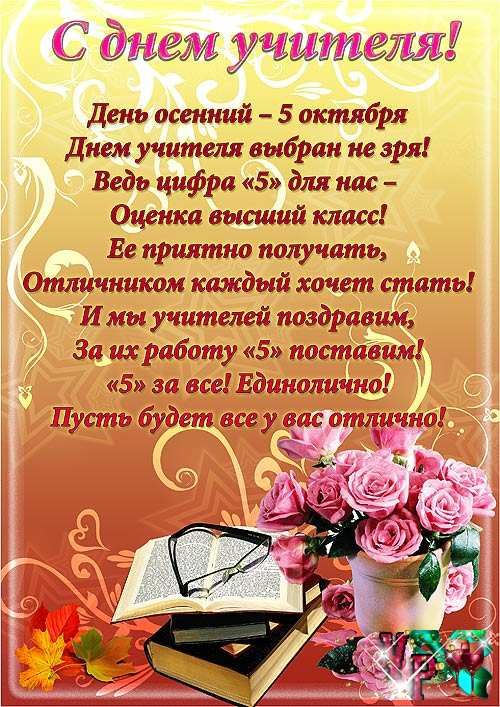 С днем учителя!
День осенний – 5 октября
Днем учителя выбран не зря!
Ведь цифра «5» для нас –
Оценка высший класс!
Ее приятно получать,
Отличником каждый хочет стать!
И мы учителей поздравим,
За их работу «5» поставим!
«5» за все! Единолично!
Пусть будет все у вас отлично!